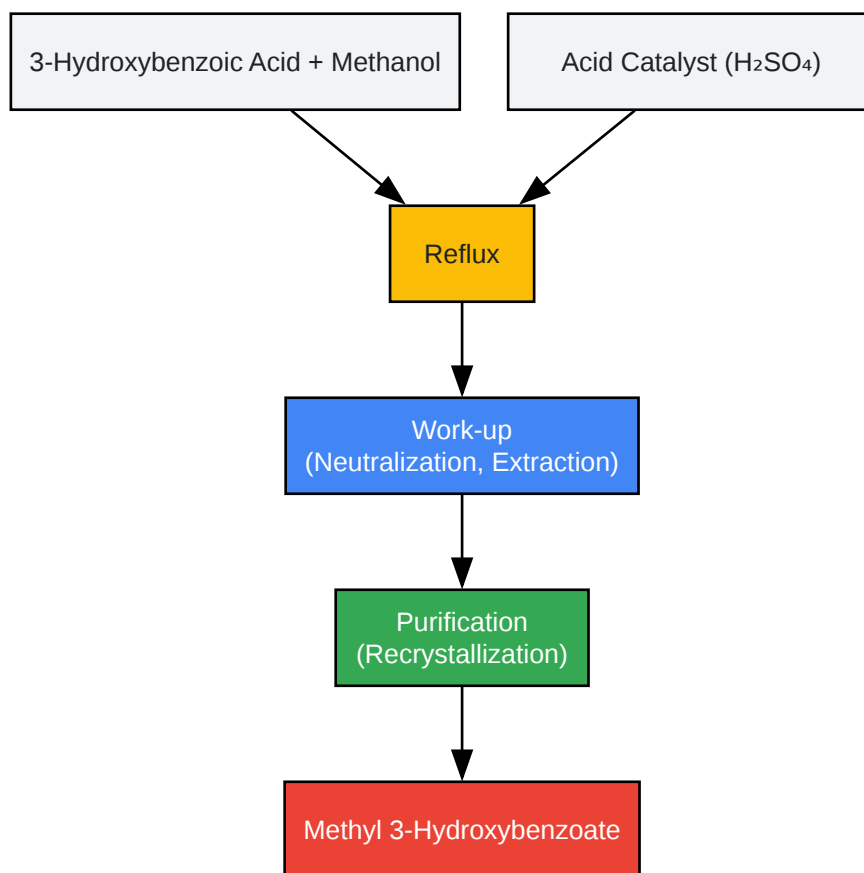 3-Hydroxybenzoic Acid + Methanol
Acid Catalyst (H₂SO₄)
Reflux
Work-up
(Neutralization, Extraction)
Purification
(Recrystallization)
Methyl 3-Hydroxybenzoate